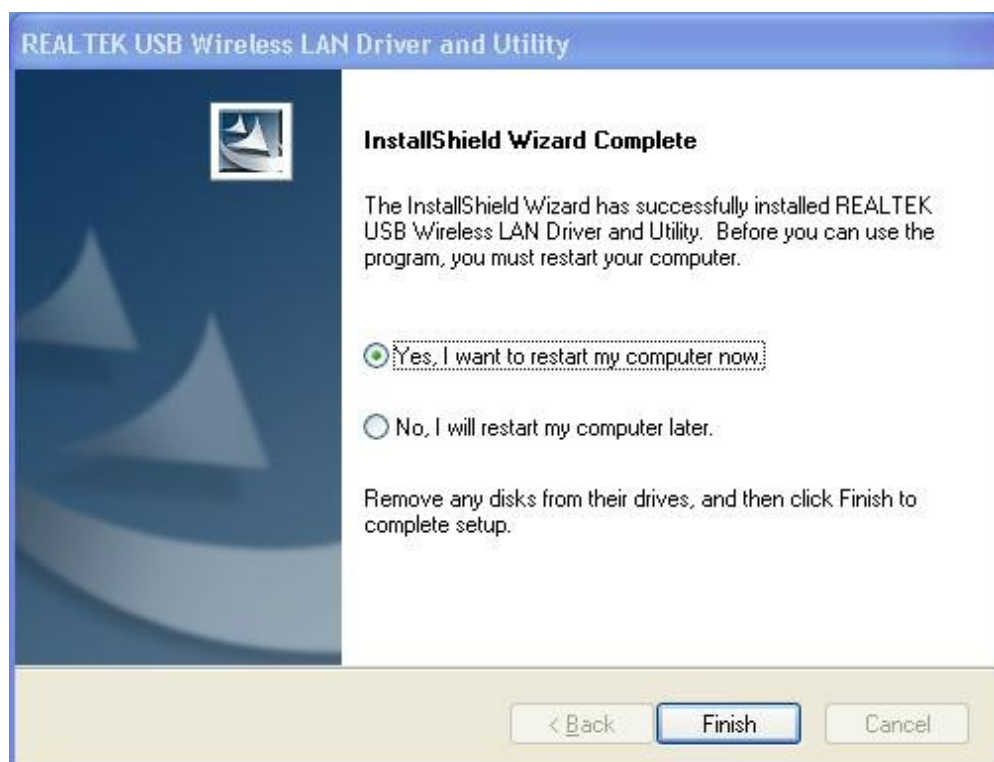 REALTEK USB Wireless LAN Driver and Utility
InstallShield Wizard Complete
The InstallShield Wizard has successfully installed REALTEK
USB Wireless LAN Driver and Utility. Before you can use the
program, you must restart your computer.
Yes, I want to restart my computer now.
No, I will restart my computer later.
Remove any disks from their drives, and then click Finish to
complete setup.
< Back
Finish
Cancel